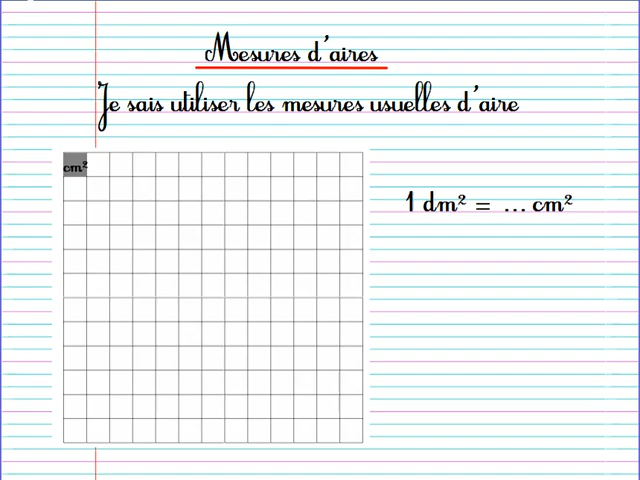 Mesures d'aires
Je sais utiliser les mesures usuelles d'aire
cm²
1 dm² = ... cm²